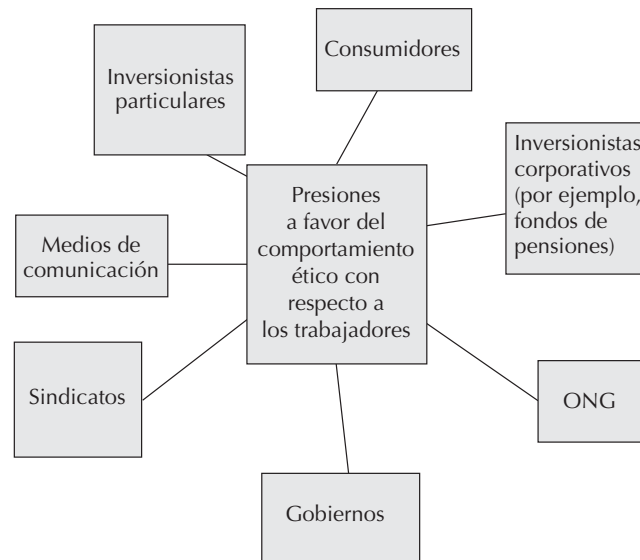 Consumidores
Inversionistas
particulares
Inversionistas
corporativos
(por ejemplo,
fondos de
pensiones)
Presiones
a favor del
comportamiento
ético con
respecto a
los trabajadores
Medios de
comunicación
Sindicatos
ONG
Gobiernos